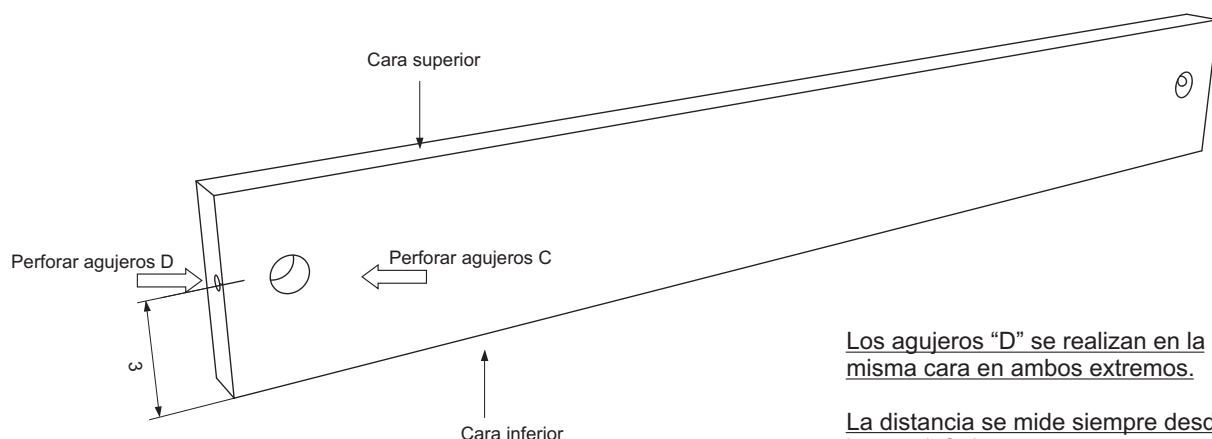 Cara superior
Perforar agujeros D
Perforar agujeros C
3
Los agujeros “D” se realizan en la
misma cara en ambos extremos.
La distancia se mide siempre desd
Cara inferior